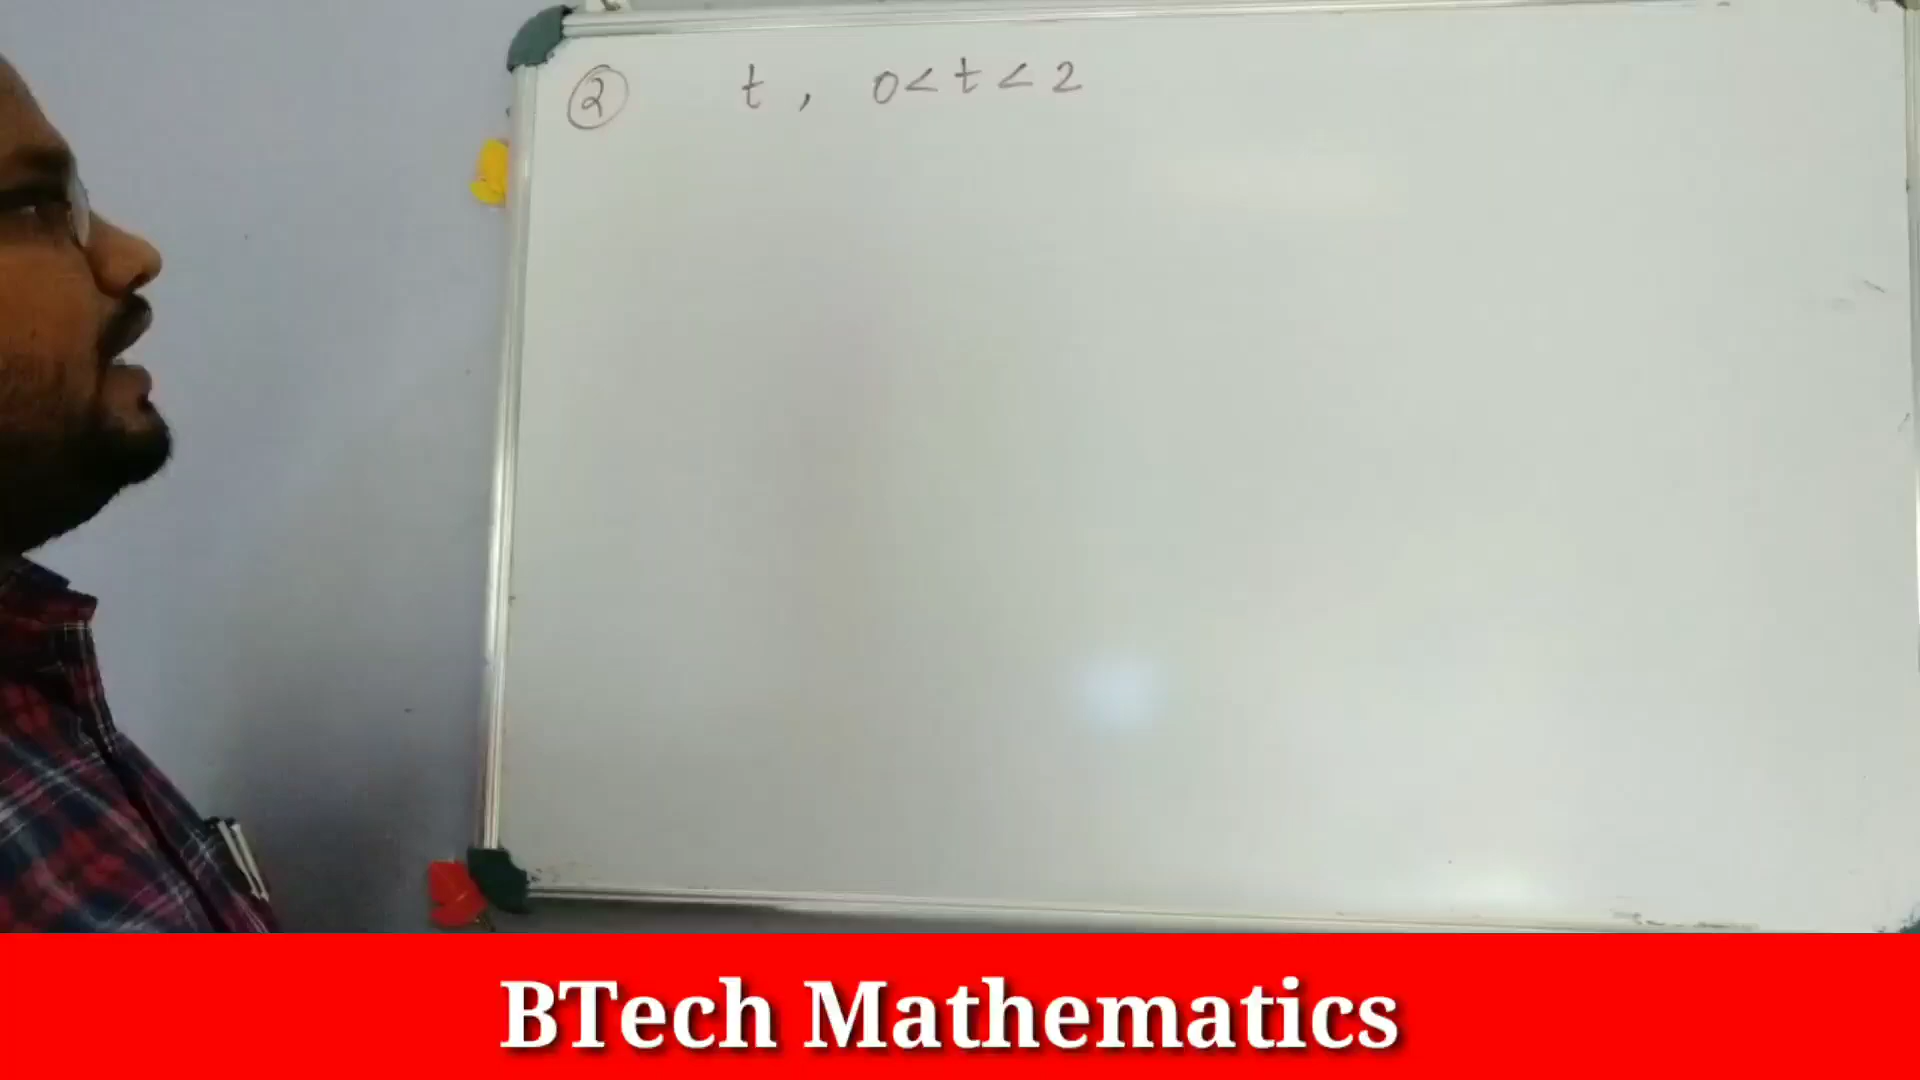 ② t , 0 < t < 2
BTech Mathematics